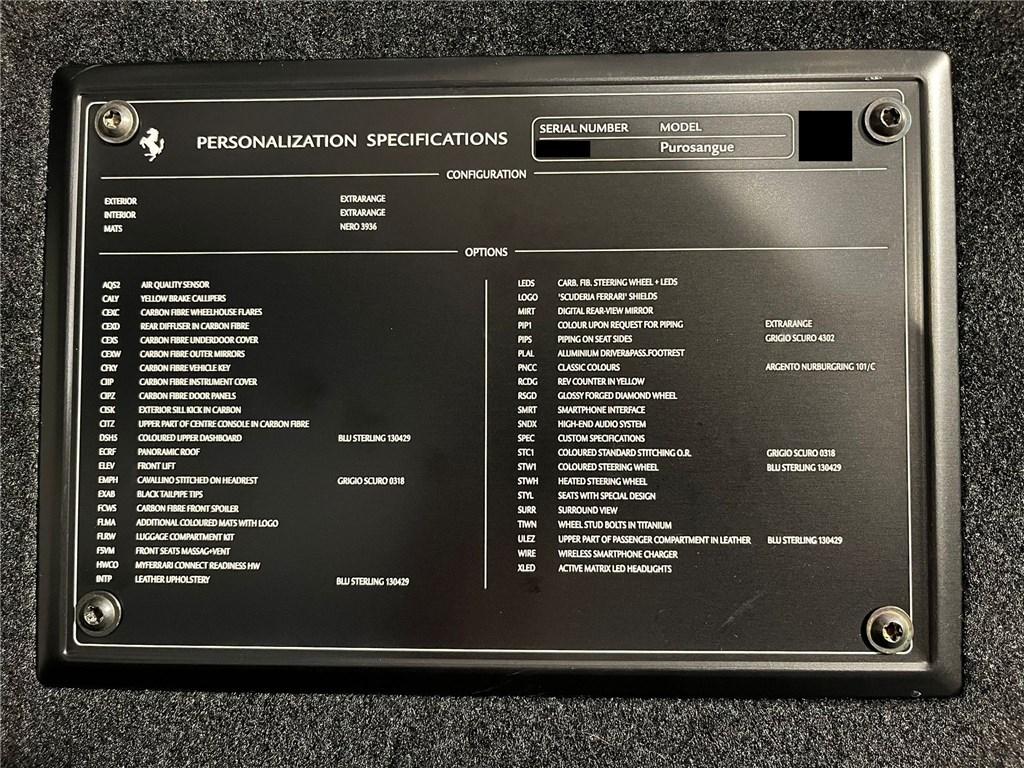 PERSONALIZATION SPECIFICATIONS
SERIAL NUMBER MODEL
Purosangue
CONFIGURATION
EXTERIOR EXTRARANGE
INTERIOR EXTRARANGE
MATS NERO 3936
OPTIONS
AQS2 AIR QUALITY SENSOR
CALY YELLOW BRAKE CALLIPERS
CEXC CARBON FIBRE WHEELHOUSE FLARES
CEXD REAR DIFFUSER IN CARBON FIBRE
CEXS CARBON FIBRE UNDERDOOR COVER
CEXW CARBON FIBRE OUTER MIRRORS
CFKY CARBON FIBRE VEHICLE KEY
CIIP CARBON FIBRE INSTRUMENT COVER
CIPZ CARBON FIBRE DOOR PANELS
CISK EXTERIOR SILL KICK IN CARBON
CITZ UPPER PART OF CENTRE CONSOLE IN CARBON FIBRE
DSH5 COLOURED UPPER DASHBOARD BLU STERLING 130429
ECRF PANORAMIC ROOF
ELEV FRONT LIFT
EMPH CAVALLINO STITCHED ON HEADREST GRIGIO SCURO 0318
EXAB BLACK TAILPIPE TIPS
FCWS CARBON FIBRE FRONT SPOILER
FLMA ADDITIONAL COLOURED MATS WITH LOGO
FLRW LUGGAGE COMPARTMENT KIT
FSVM FRONT SEATS MASSAG+VENT
HWCO MYFERRARI CONNECT READINESS HW
INTP LEATHER UPHOLSTERY BLU STERLING 130429
LEDS CARB. FIB. STEERING WHEEL + LEDS
LOGO 'SCUDERIA FERRARI' SHIELDS
MIRT DIGITAL REAR-VIEW MIRROR
PIP1 COLOUR UPON REQUEST FOR PIPING EXTRARANGE
PIPS PIPING ON SEAT SIDES GRIGIO SCURO 4302
PLAL ALUMINIUM DRIVER&PASS.FOOTREST
PNCC CLASSIC COLOURS ARGENTO NURBURGRING 101/C
RCDG REV COUNTER IN YELLOW
RSGD GLOSSY FORGED DIAMOND WHEEL
SMRT SMARTPHONE INTERFACE
SNDX HIGH-END AUDIO SYSTEM
SPEC CUSTOM SPECIFICATIONS
STC1 COLOURED STANDARD STITCHING O.R. GRIGIO SCURO 0318
STW1 COLOURED STEERING WHEEL BLU STERLING 130429
STWH HEATED STEERING WHEEL
STYL SEATS WITH SPECIAL DESIGN
SURR SURROUND VIEW
TIWN WHEEL STUD BOLTS IN TITANIUM
ULEZ UPPER PART OF PASSENGER COMPARTMENT IN LEATHER BLU STERLING 130429
WIRE WIRELESS SMARTPHONE CHARGER
XLED ACTIVE MATRIX LED HEADLIGHTS